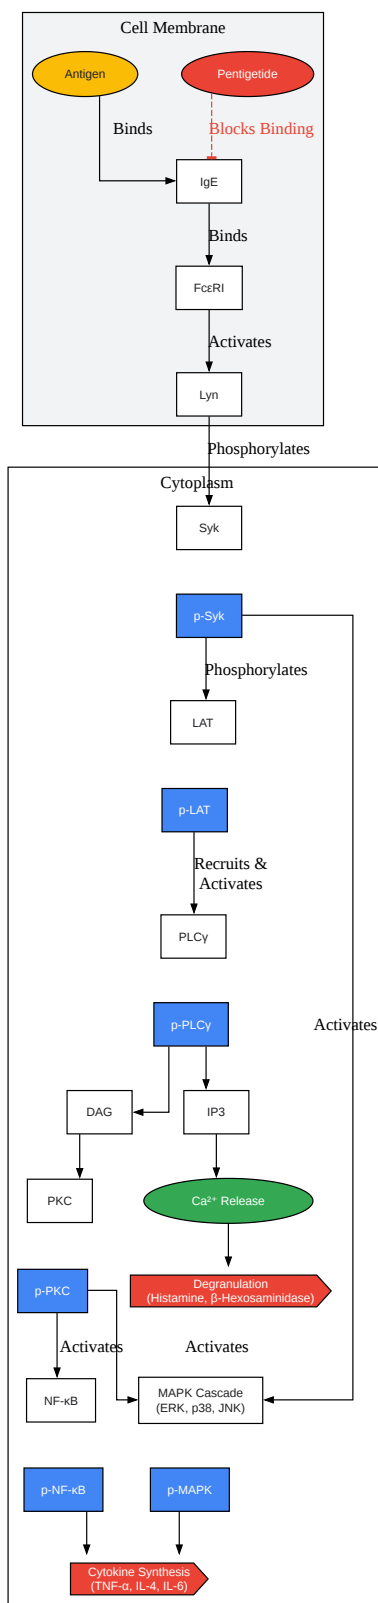 Cell Membrane
Antigen
Pentigetide
Binds
Blocks Binding
IgE
Binds
FcεRI
Activates
Lyn
Phosphorylates
Cytoplasm
Syk
p-Syk
Phosphorylates
LAT
p-LAT
Recruits &
Activates
PLCγ
p-PLCγ
Activates
DAG
IP3
PKC
Ca²⁺ Release
p-PKC
Degranulation
(Histamine, β-Hexosaminidase)
Activates
Activates
NF-κB
MAPK Cascade
(ERK, p38, JNK)
p-NF-κB
p-MAPK
Cytokine Synthesis
(TNF-α, IL-4, IL-6)